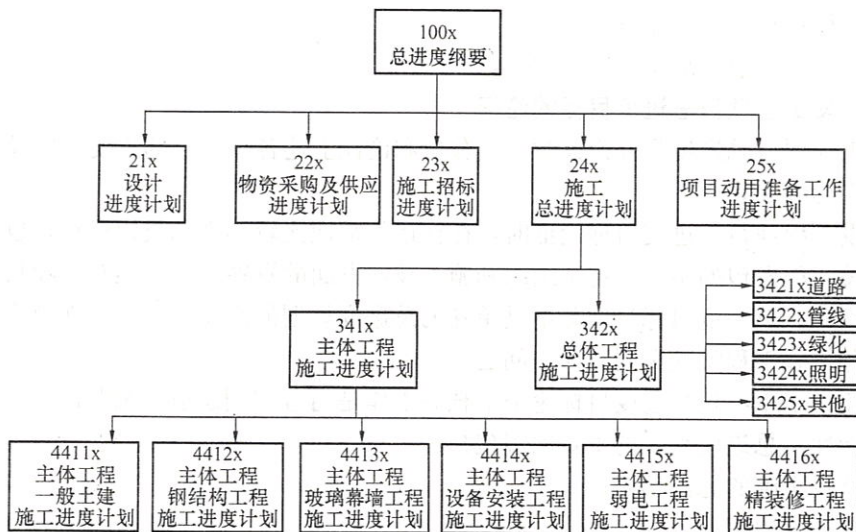 100x
总进度纲要
21x
设计
进度计划
22x
物资采购及供应
进度计划
23x
施工招标
进度计划
24x
施工
总进度计划
25x
项目动用准备工作
进度计划
341x
主体工程
施工进度计划
342x
总体工程
施工进度计划
3421x道路
3422x管线
3423x绿化
3424x照明
3425x其他
4411x
主体工程
一般土建
施工进度计划
4412x
主体工程
钢结构工程
施工进度计划
4413x
主体工程
玻璃幕墙工程
施工进度计划
4414x
主体工程
设备安装工程
施工进度计划
4415x
主体工程
弱电工程
施工进度计划
4416x
主体工程
精装修工程
施工进度计划